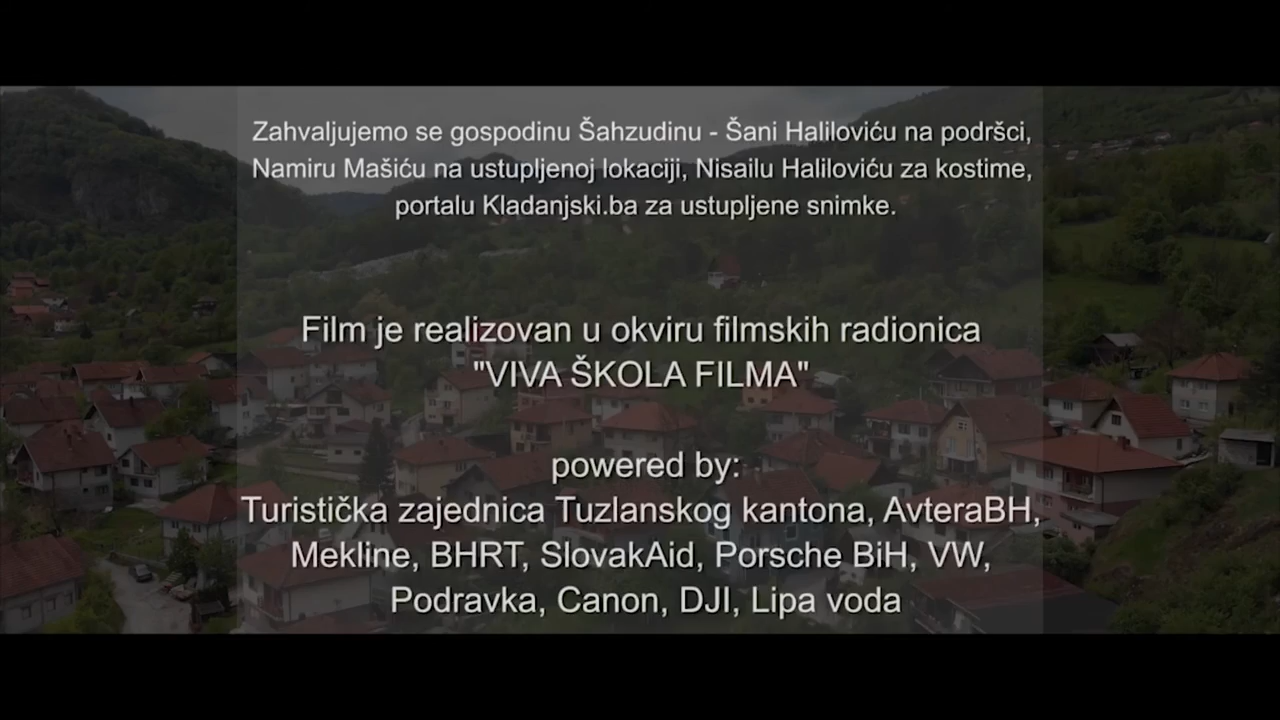 Zahvaljujemo se gospodinu Šahzudinu - Šani Haliloviću na podršci,
Namiru Mašiću na ustupljenoj lokaciji, Nisailu Haliloviću za kostime,
portalu Kladanjski.ba za ustupljene snimke.
Film je realizovan u okviru filmskih radionica
"VIVA ŠKOLA FILMA"
powered by:
Turistička zajednica Tuzlanskog kantona, AvteraBH,
Mekline, BHRT, SlovakAid, Porsche BiH, VW,
Podravka, Canon, DJI, Lipa voda